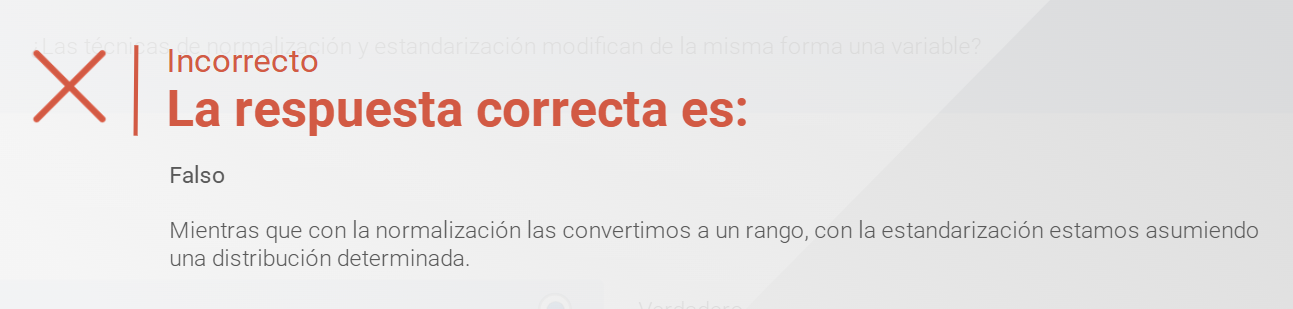 ¿Las técnicas de normalización y estandarización modifican de la misma forma una variable?
Incorrecto
La respuesta correcta es:
Falso
Mientras que con la normalización las convertimos a un rango, con la estandarización estamos asumiendo
una distribución determinada.
Verdadero